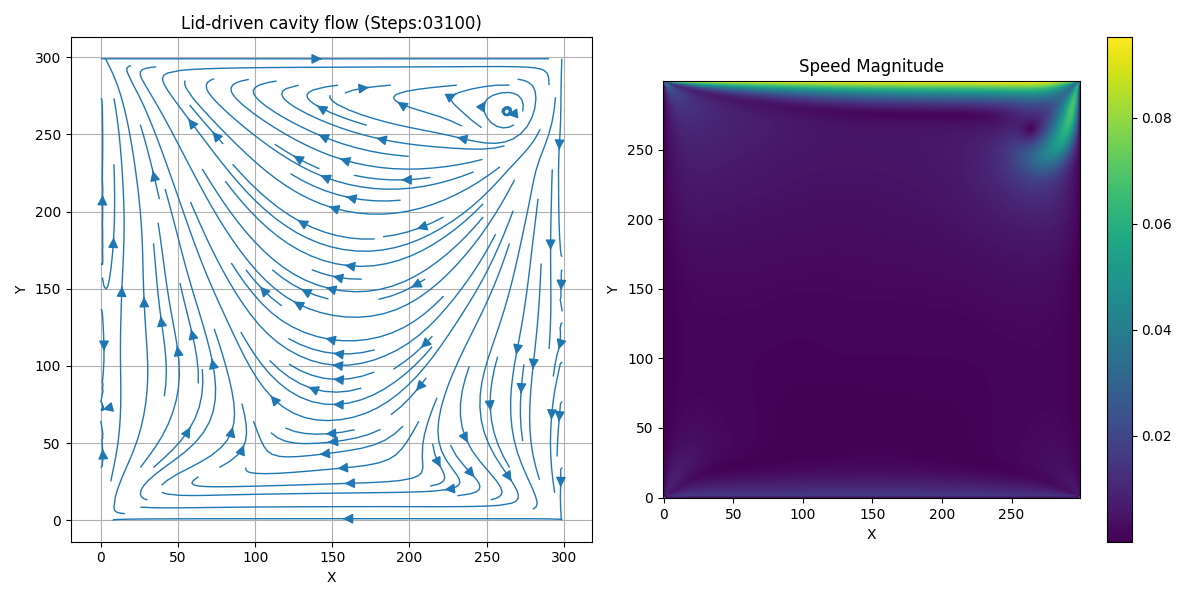 Lid-driven cavity flow (Steps:03100)
300
250
200
150
100
50
0
Y
0 50 100 150 200 250 300
X
Speed Magnitude
250
200
150
100
50
0
Y
0 50 100 150 200 250
X
0.08
0.06
0.04
0.02